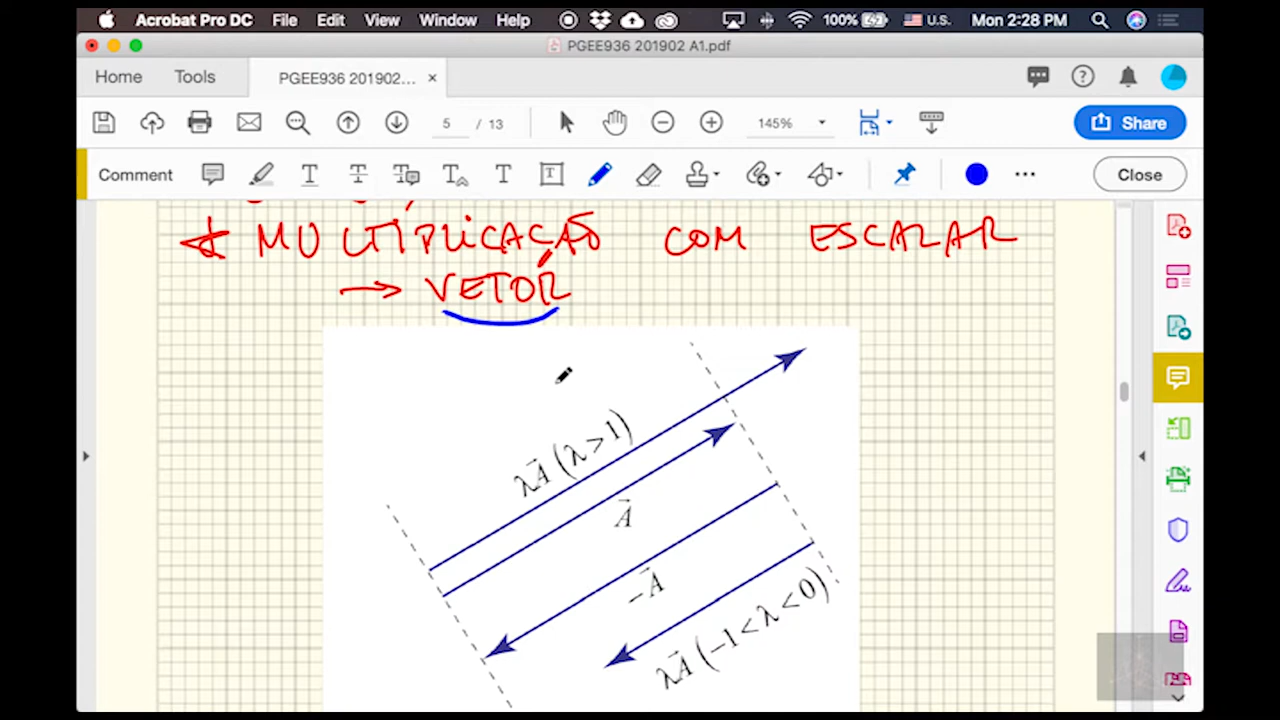 Acrobat Pro DC File Edit View Window Help 100% U.S. Mon 2:28 PM
PGEE936 201902 A1.pdf
Home Tools PGEE936 201902... ×
5 / 13 145% Share
Comment Close
* MULTIPLICAÇÃO COM ESCALAR
→ VETOR
λA⃗ (λ > 1)
A⃗
−A⃗
λA⃗ (−1 < λ < 0)